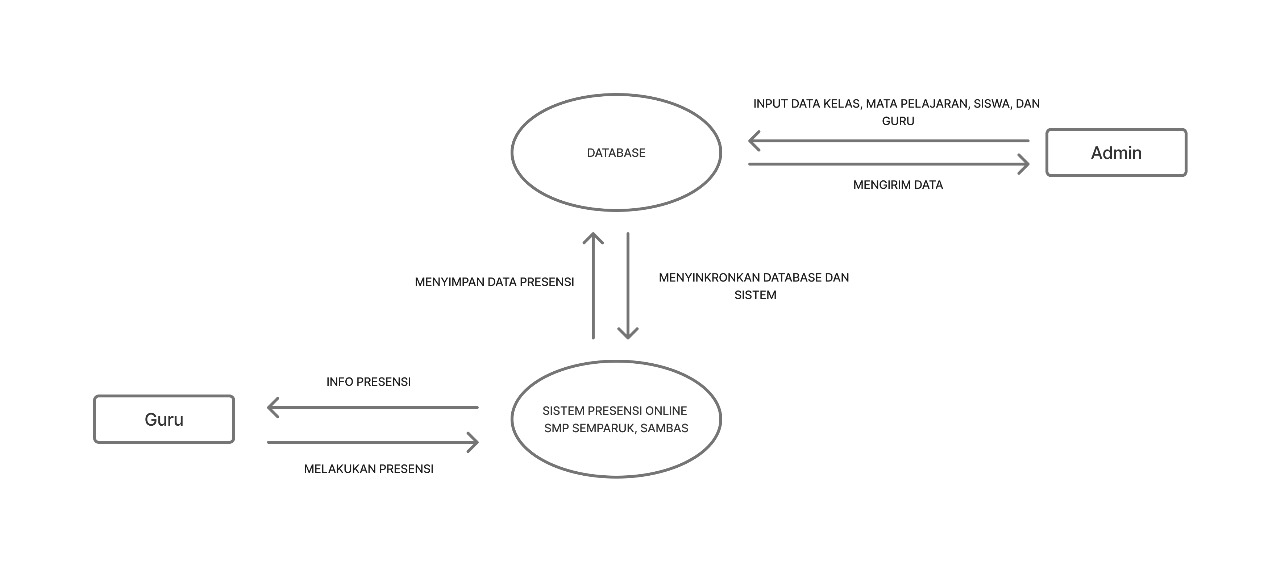 INPUT DATA KELAS, MATA PELAJARAN, SISWA, DAN
GURU
DATABASE
Admin
MENGIRIM DATA
MENYIMPAN DATA PRESENSI
MENYINKRONKAN DATABASE DAN
SISTEM
INFO PRESENSI
Guru
SISTEM PRESENSI ONLINE
SMP SEMPARUK, SAMBAS
MELAKUKAN PRESENSI